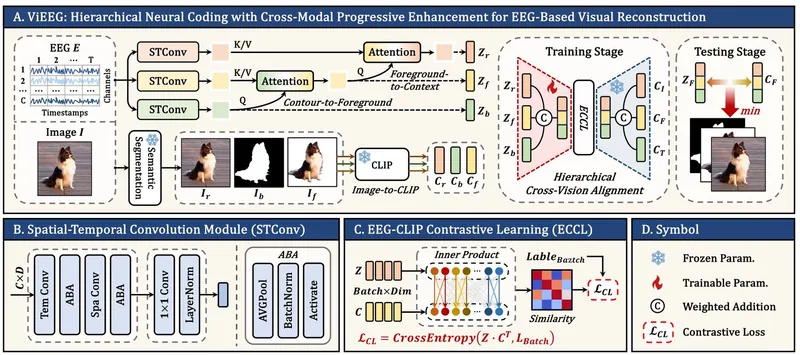 A. ViEEG: Hierarchical Neural Coding with Cross-Modal Progressive Enhancement for EEG-Based Visual Reconstruction
EEG E
1 2 ... T
1
2
... ... ... ...
C
Channels
Timestamps
STConv
K/V
Attention
Z_r
STConv
K/V
Attention
Q
Foreground-to-Context
Z_f
STConv
Q
Contour-to-Foreground
Z_b
Image I
Semantic Segmentation
I_r
I_b
I_f
CLIP
Image-to-CLIP
C_r
C_b
C_f
Training Stage
Z_r
Z_f
Z_b
C
ECCL
C
C_I
C_F
C_T
Hierarchical
Cross-Vision Alignment
Testing Stage
Z_F
C_F
min
B. Spatial-Temporal Convolution Module (STConv)
C×D
Tem Conv
ABA
Spa Conv
ABA
1×1 Conv
LayerNorm
ABA
AVGPool
BatchNorm
Activate
C. EEG-CLIP Contrastive Learning (ECCL)
Inner Product
Z
Batch×Dim
C
Lable_Baztch
Similarity
ℒ_CL
ℒ_CL = CrossEntropy(Z · C^T, L_Batch)
D. Symbol
Frozen Param.
Trainable Param.
C Weighted Addition
ℒ_CL Contrastive Loss